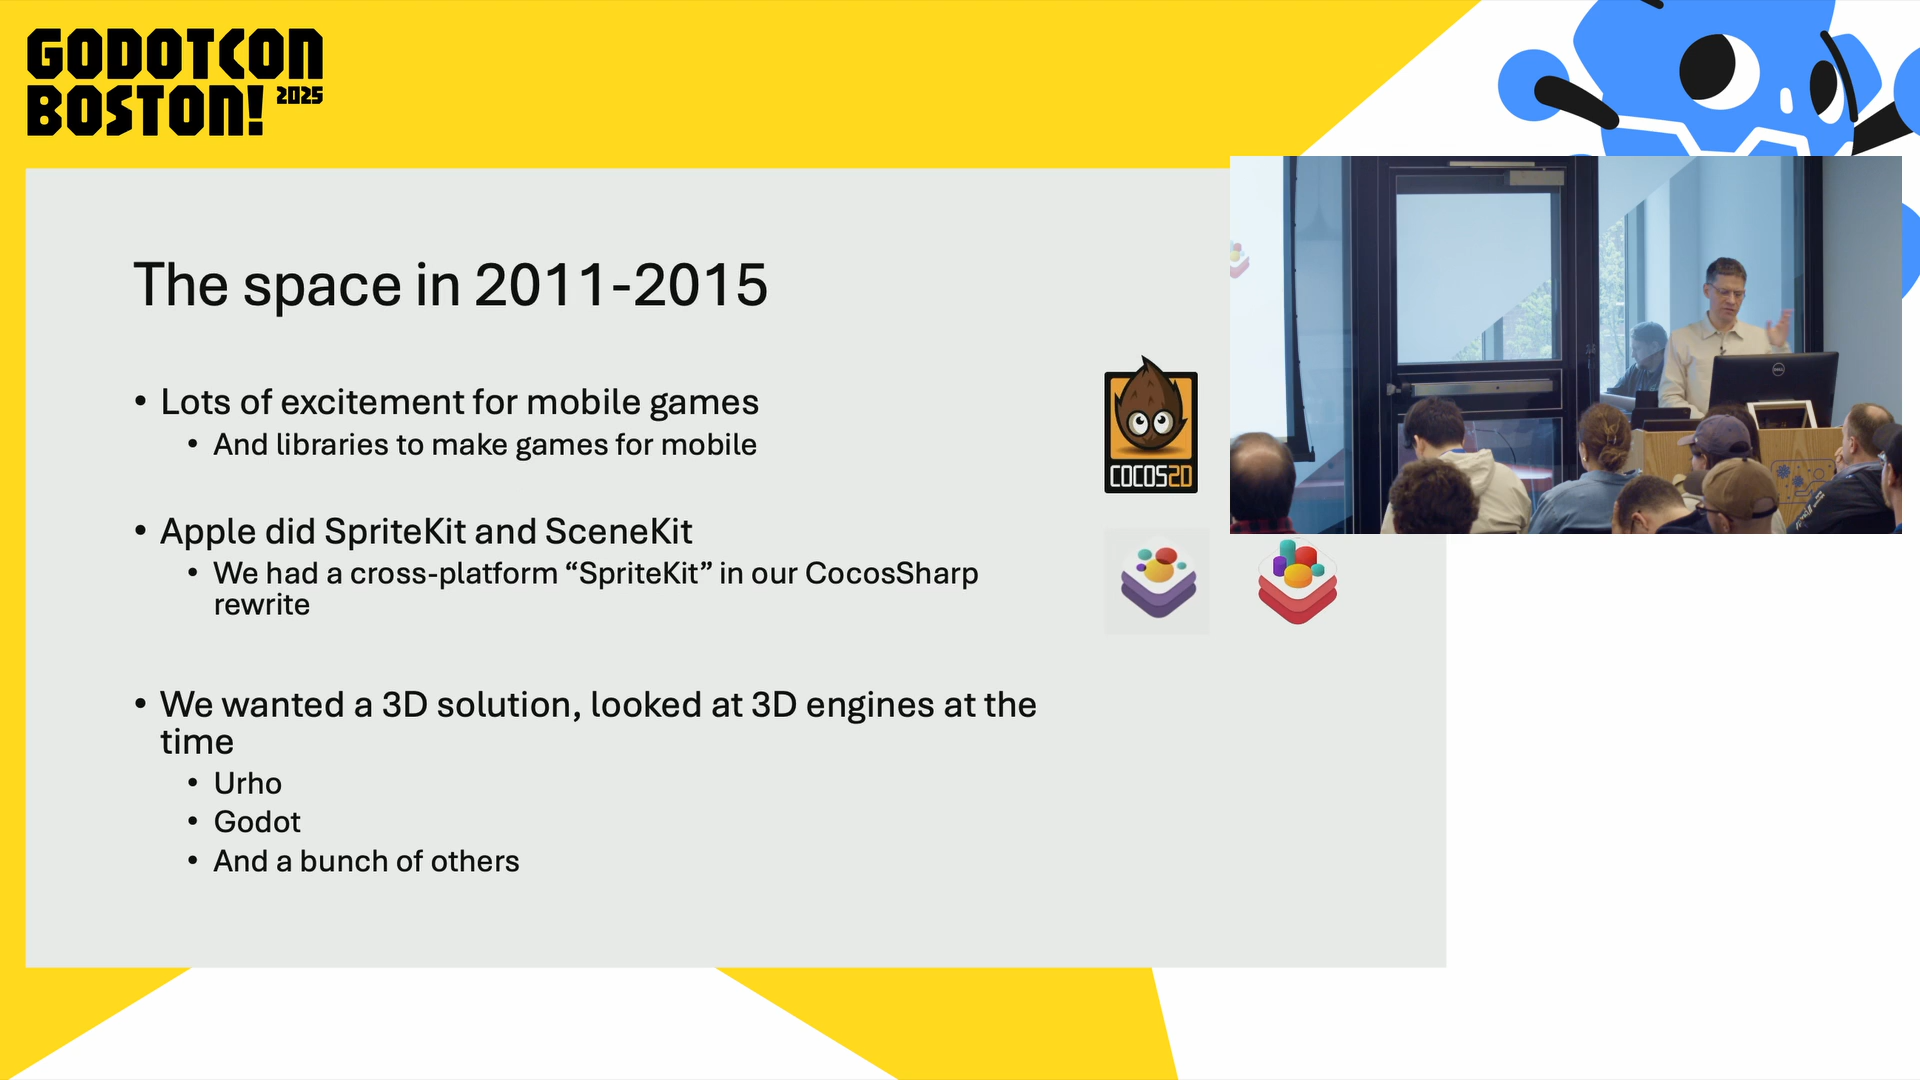 GODOTCON
BOSTON! 2025
The space in 2011-2015
• Lots of excitement for mobile games
• And libraries to make games for mobile
COCOS2D
• Apple did SpriteKit and SceneKit
• We had a cross-platform “SpriteKit” in our CocosSharp
rewrite
• We wanted a 3D solution, looked at 3D engines at the
time
• Urho
• Godot
• And a bunch of others